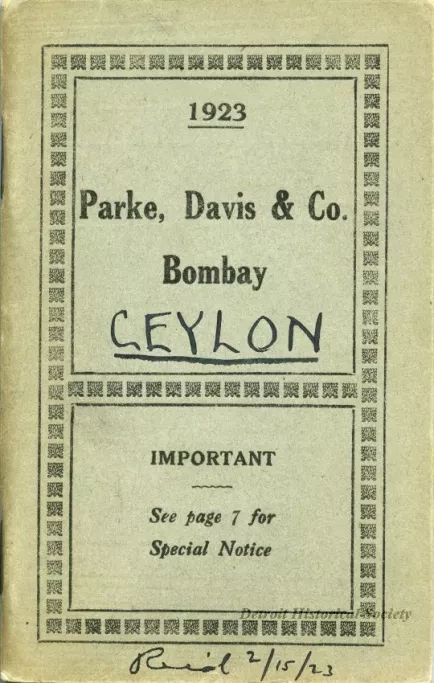 1923
Parke, Davis & Co.
Bombay
CEYLON
IMPORTANT
See page 7 for
Special Notice
Detroit Historical Society
Rec'd 2/15/23